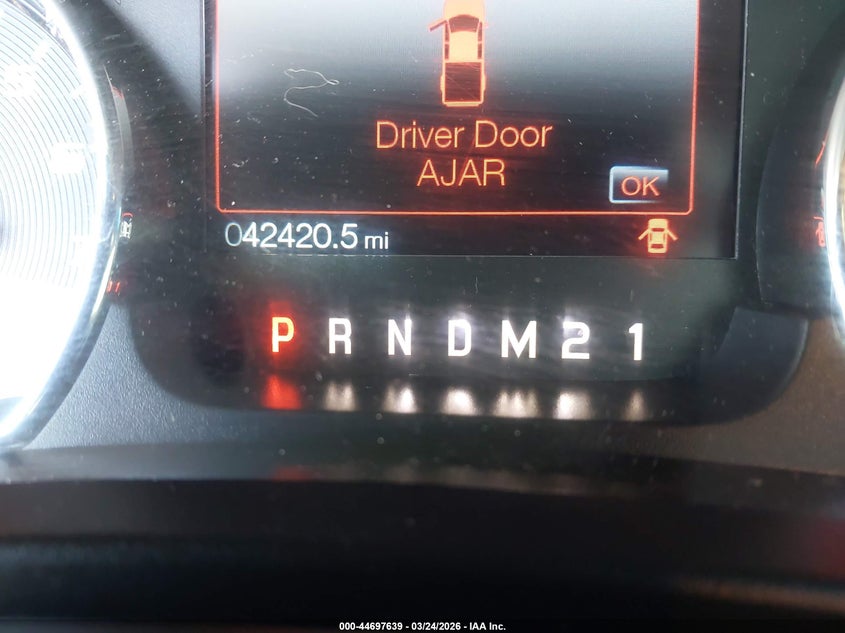 Driver Door
AJAR
OK
042420.5 mi
P R N D M 2 1
000-44697639 - 03/24/2026 - IAA Inc.